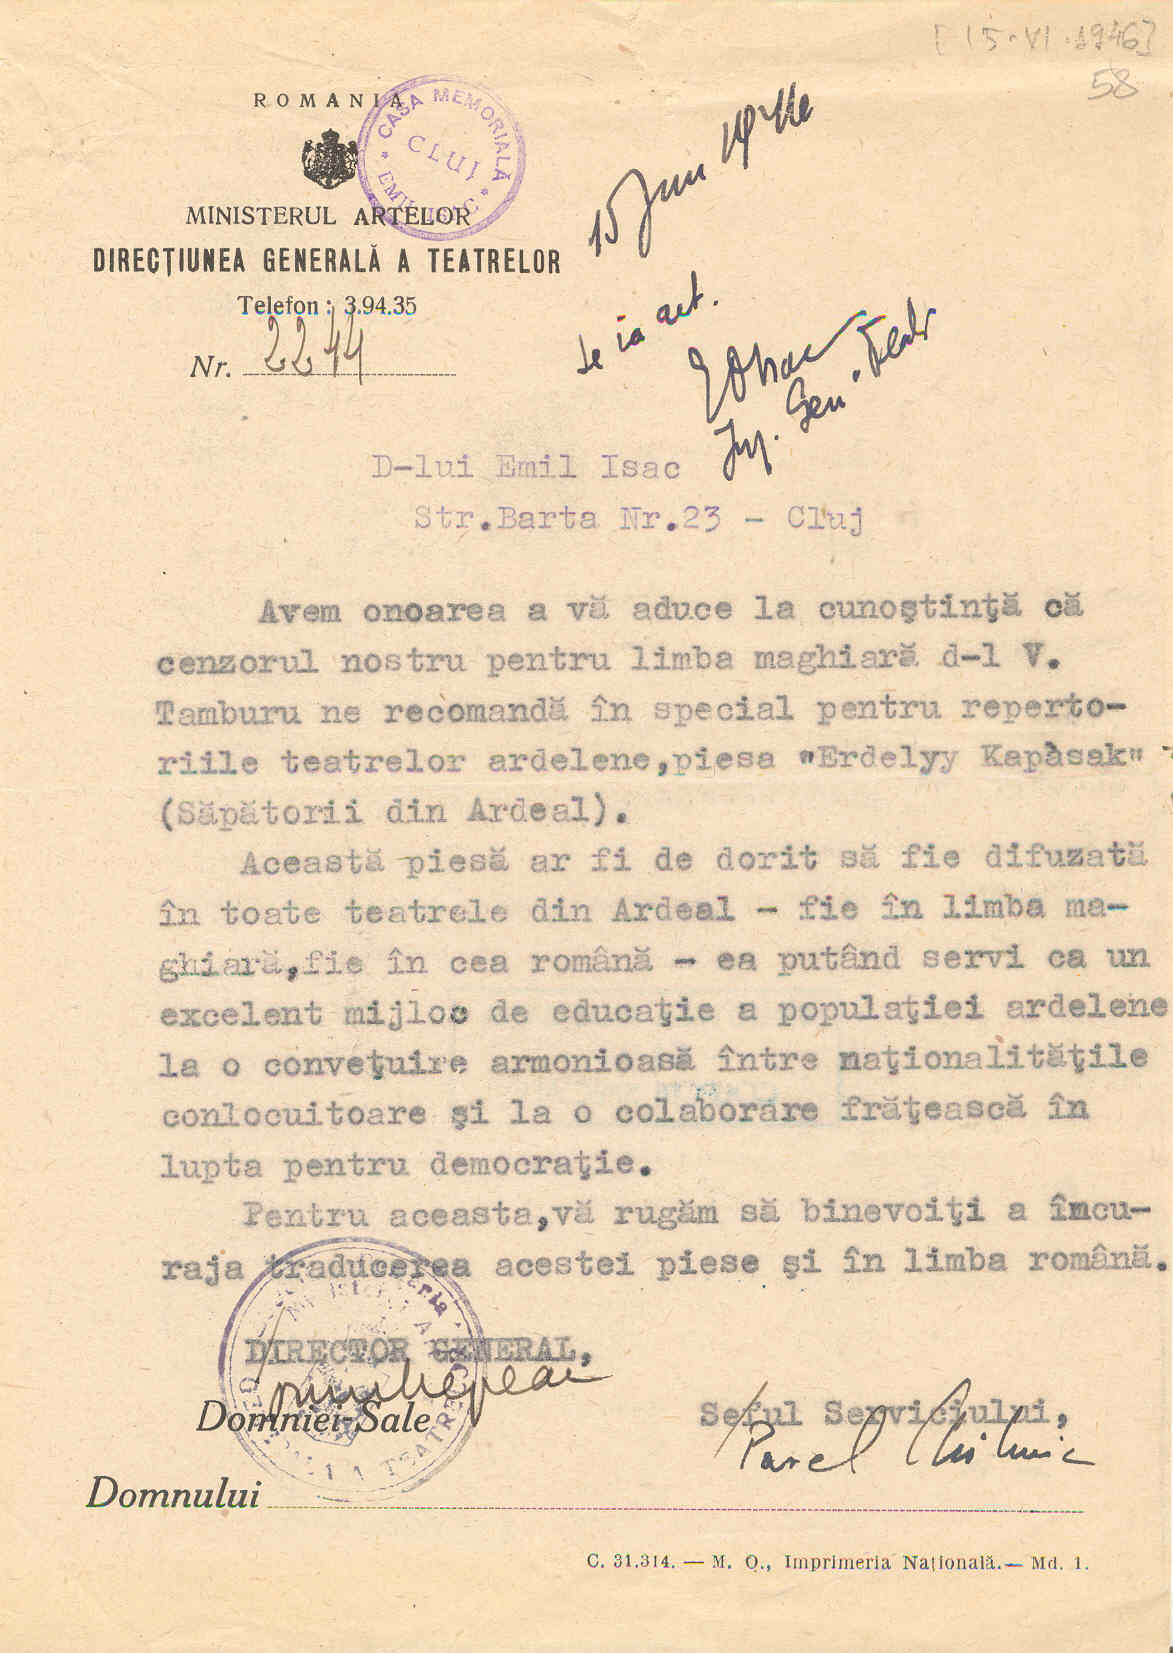 [15.VI.1946]
58
ROMANIA
CASA MEMORIALĂ
CLUJ
EMIL ISAC
MINISTERUL ARTELOR
DIRECŢIUNEA GENERALĂ A TEATRELOR
Telefon: 3.94.35
Nr. 2244
15 Juni
Se ia act.
D-lui Emil Isac
Str.Barta Nr.23 - Cluj
Avem onoarea a vă aduce la cunoştinţă că
cenzorul nostru pentru limba maghiară d-l V.
Tamburu ne recomandă în special pentru reperto-
riile teatrelor ardelene,piesa "Erdelyy Kapàsak"
(Săpătorii din Ardeal).
Această piesă ar fi de dorit să fie difuzată
în toate teatrele din Ardeal - fie în limba ma-
ghiară,fie în cea română - ea putând servi ca un
excelent mijloc de educaţie a populaţiei ardelene
la o conveţuire armonioasă între naţionalităţile
conlocuitoare şi la o colaborare frăţească în
lupta pentru democraţie.
Pentru aceasta,vă rugăm să binevoiţi a încu-
raja traducerea acestei piese şi în limba română.
DIRECTOR GENERAL,
Domniei-Sale
Şeful Serviciului,
Pavel
Domnului
C. 31.314. — M. O., Imprimeria Naţională.— Md. 1.